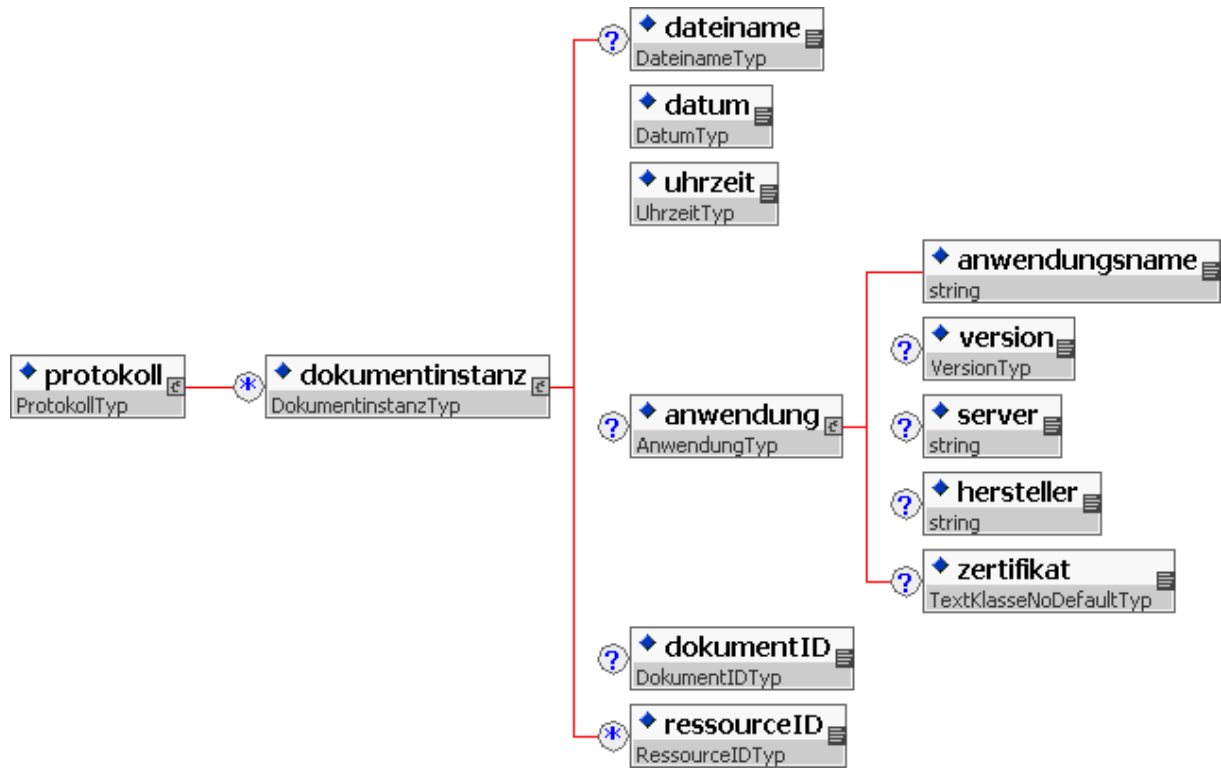 dateiname
DateinameTyp
datum
DatumTyp
uhrzeit
UhrzeitTyp
anwendungsname
string
version
VersionTyp
protokoll
ProtokollTyp
dokumentinstanz
DokumentinstanzTyp
anwendung
AnwendungTyp
server
string
hersteller
string
zertifikat
TextKlasseNoDefaultTyp
dokumentID
DokumentIDTyp
ressourceID
RessourceIDTyp